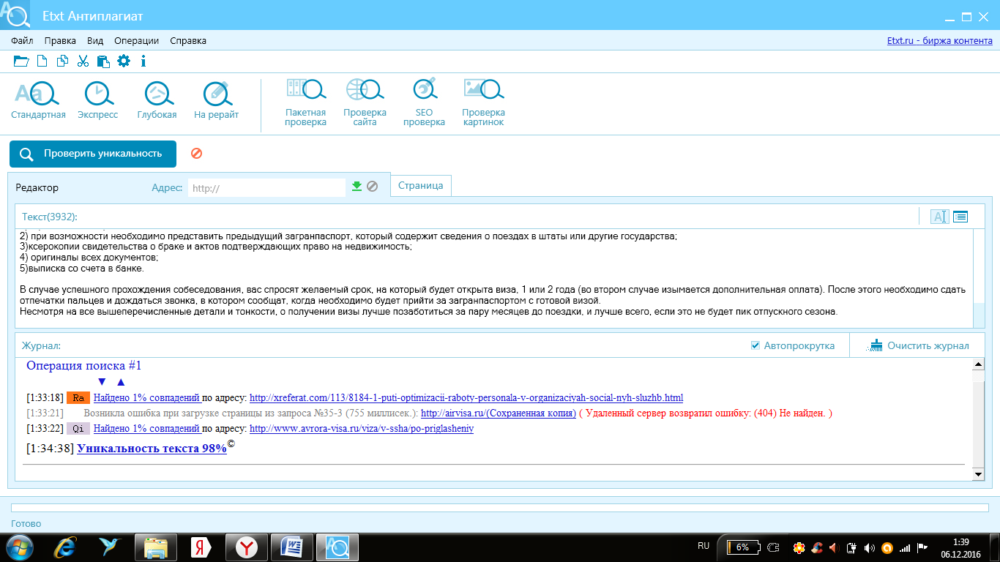 Etxt Антиплагиат
Файл Правка Вид Операции Справка Etxt.ru - биржа контента
Стандартная Экспресс Глубокая На рерайт Пакетная проверка Проверка сайта SEO проверка Проверка картинок
Проверить уникальность
Редактор Адрес: http:// Страница
Текст(3932):
2) при возможности необходимо представить предыдущий загранпаспорт, который содержит сведения о поездах в штаты или другие государства;
3)ксерокопии свидетельства о браке и актов подтверждающих право на недвижимость;
4) оригиналы всех документов;
5)выписка со счета в банке.
В случае успешного прохождения собеседования, вас спросят желаемый срок, на который будет открыта виза, 1 или 2 года (во втором случае изымается дополнительная оплата). После этого необходимо сдать
отпечатки пальцев и дождаться звонка, в котором сообщат, когда необходимо будет прийти за загранпаспортом с готовой визой.
Несмотря на все вышеперечисленные детали и тонкости, о получении визы лучше позаботиться за пару месяцев до поездки, и лучше всего, если это не будет пик отпускного сезона.
Журнал: Автопрокрутка Очистить журнал
Операция поиска #1
[1:33:18] Ra Найдено 1% совпадений по адресу: http://xreferat.com/113/8184-1-puti-optimizacii-raboty-personala-v-organizaciyah-social-nyh-sluzhb.html
[1:33:21] Возникла ошибка при загрузке страницы из запроса №35-3 (755 миллисек.): http://airvisa.ru/(Сохраненная копия) ( Удаленный сервер возвратил ошибку: (404) Не найден. )
[1:33:22] Qi Найдено 1% совпадений по адресу: http://www.avrora-visa.ru/viza/v-ssha/po-priglasheniy
[1:34:38] Уникальность текста 98%©
Готово
RU 6% 1:39
06.12.2016